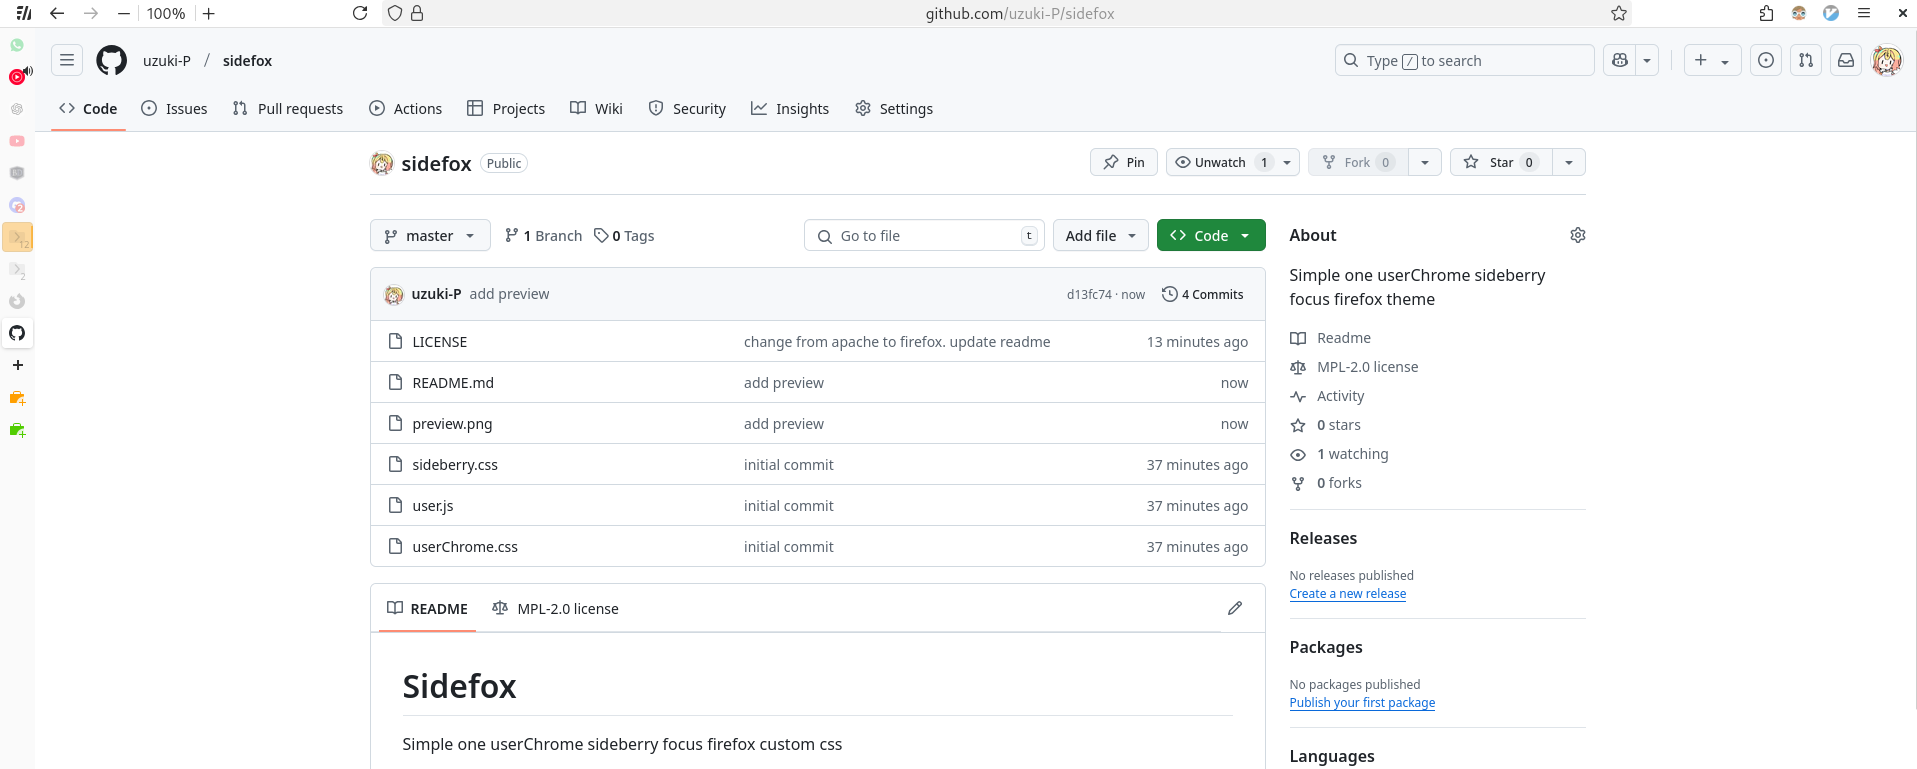 100%
github.com/uzuki-P/sidefox
uzuki-P / sidefox
Type / to search
Code
Issues
Pull requests
Actions
Projects
Wiki
Security
Insights
Settings
sidefox Public
Pin
Unwatch 1
Fork 0
Star 0
master
1 Branch
0 Tags
Go to file t
Add file
Code
uzuki-P add preview d13fc74 · now 4 Commits
LICENSE change from apache to firefox. update readme 13 minutes ago
README.md add preview now
preview.png add preview now
sideberry.css initial commit 37 minutes ago
user.js initial commit 37 minutes ago
userChrome.css initial commit 37 minutes ago
README MPL-2.0 license
Sidefox
Simple one userChrome sideberry focus firefox custom css
About
Simple one userChrome sideberry
focus firefox theme
Readme
MPL-2.0 license
Activity
0 stars
1 watching
0 forks
Releases
No releases published
Create a new release
Packages
No packages published
Publish your first package
Languages
2
12
2